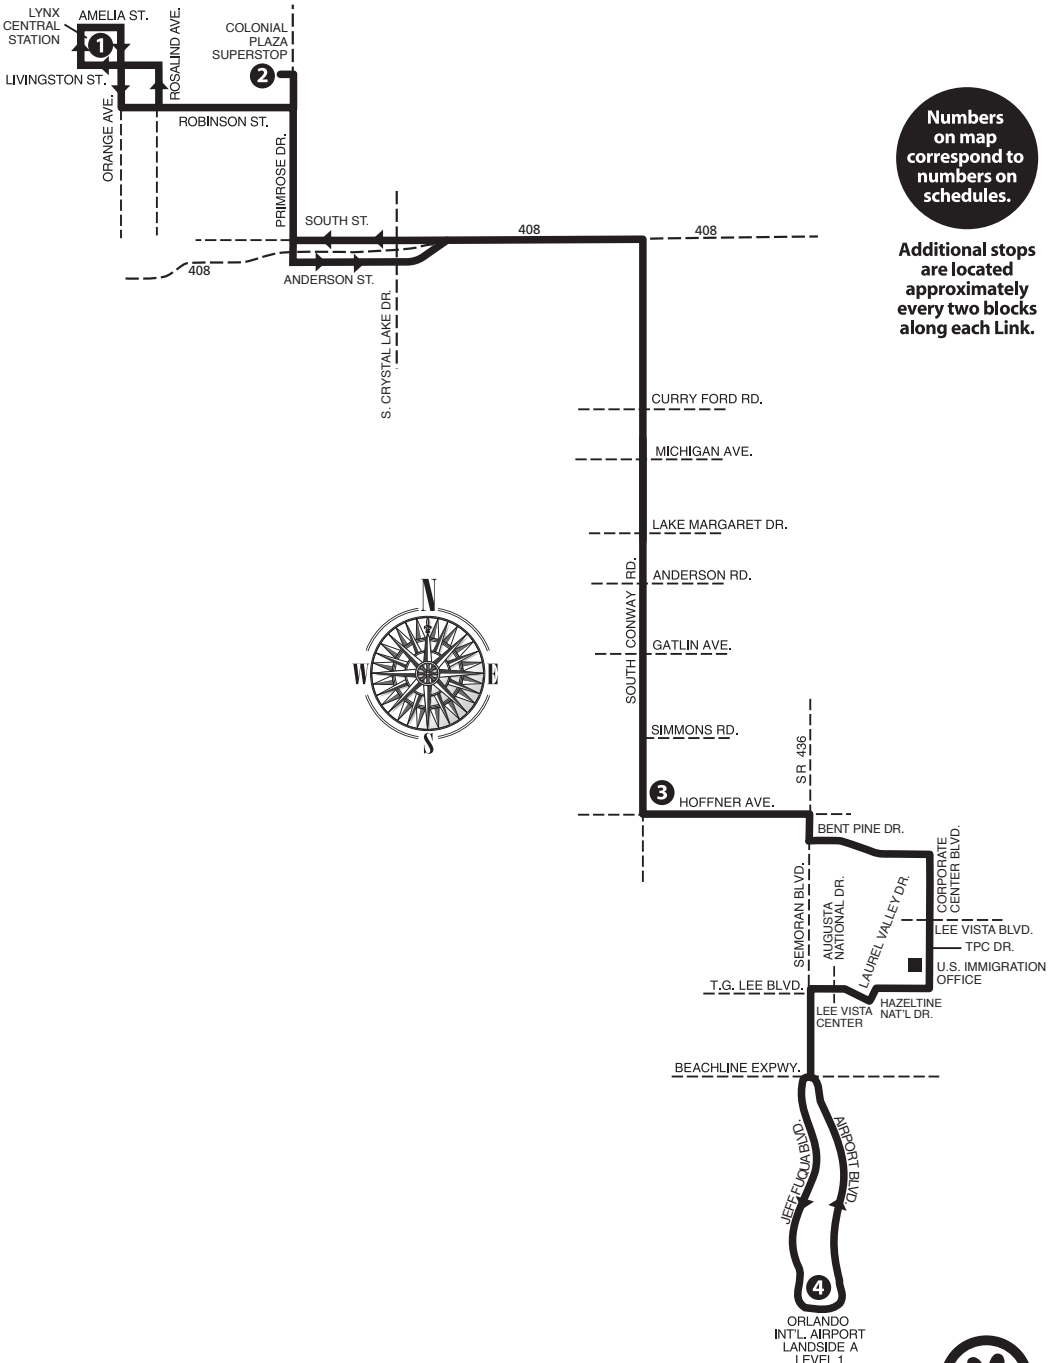 LYNX
CENTRAL
STATION
AMELIA ST.
ROSALIND AVE.
1
LIVINGSTON ST.
ORANGE AVE.
ROBINSON ST.
COLONIAL
PLAZA
SUPERSTOP
2
PRIMROSE DR.
SOUTH ST.
408
408
408
ANDERSON ST.
S. CRYSTAL LAKE DR.
Numbers
on map
correspond to
numbers on
schedules.
Additional stops
are located
approximately
every two blocks
along each Link.
CURRY FORD RD.
MICHIGAN AVE.
LAKE MARGARET DR.
ANDERSON RD.
SOUTH CONWAY RD.
GATLIN AVE.
SIMMONS RD.
N
W
E
S
3
HOFFNER AVE.
SR 436
BENT PINE DR.
CORPORATE
CENTER BLVD.
SEMORAN BLVD.
AUGUSTA
NATIONAL DR.
LAUREL VALLEY DR.
LEE VISTA BLVD.
TPC DR.
U.S. IMMIGRATION
OFFICE
T.G. LEE BLVD.
LEE VISTA
CENTER
HAZELTINE
NAT'L DR.
BEACHLINE EXPWY.
JEFF FUQUA BLVD.
AIRPORT BLVD.
4
ORLANDO
INT'L. AIRPORT
LANDSIDE A
LEVEL 1